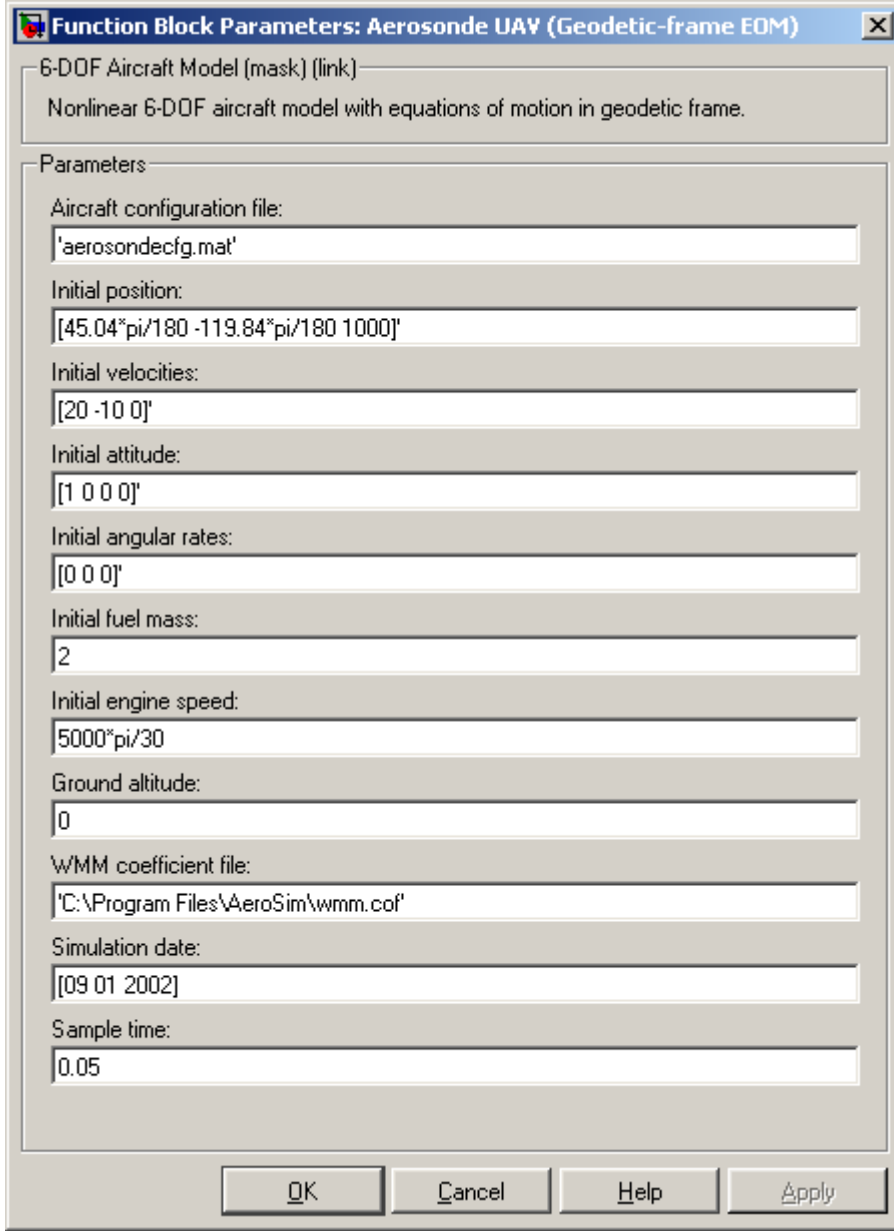 Function Block Parameters: Aerosonde UAV (Geodetic-frame EOM)
6-DOF Aircraft Model (mask) (link)
Nonlinear 6-DOF aircraft model with equations of motion in geodetic frame.
Parameters
Aircraft configuration file:
'aerosondecfg.mat'
Initial position:
[45.04*pi/180 -119.84*pi/180 1000]'
Initial velocities:
[20 -10 0]'
Initial attitude:
[1 0 0 0]'
Initial angular rates:
[0 0 0]'
Initial fuel mass:
2
Initial engine speed:
5000*pi/30
Ground altitude:
0
WMM coefficient file:
'C:\Program Files\AeroSim\wmm.cof'
Simulation date:
[09 01 2002]
Sample time:
0.05
OK Cancel Help Apply